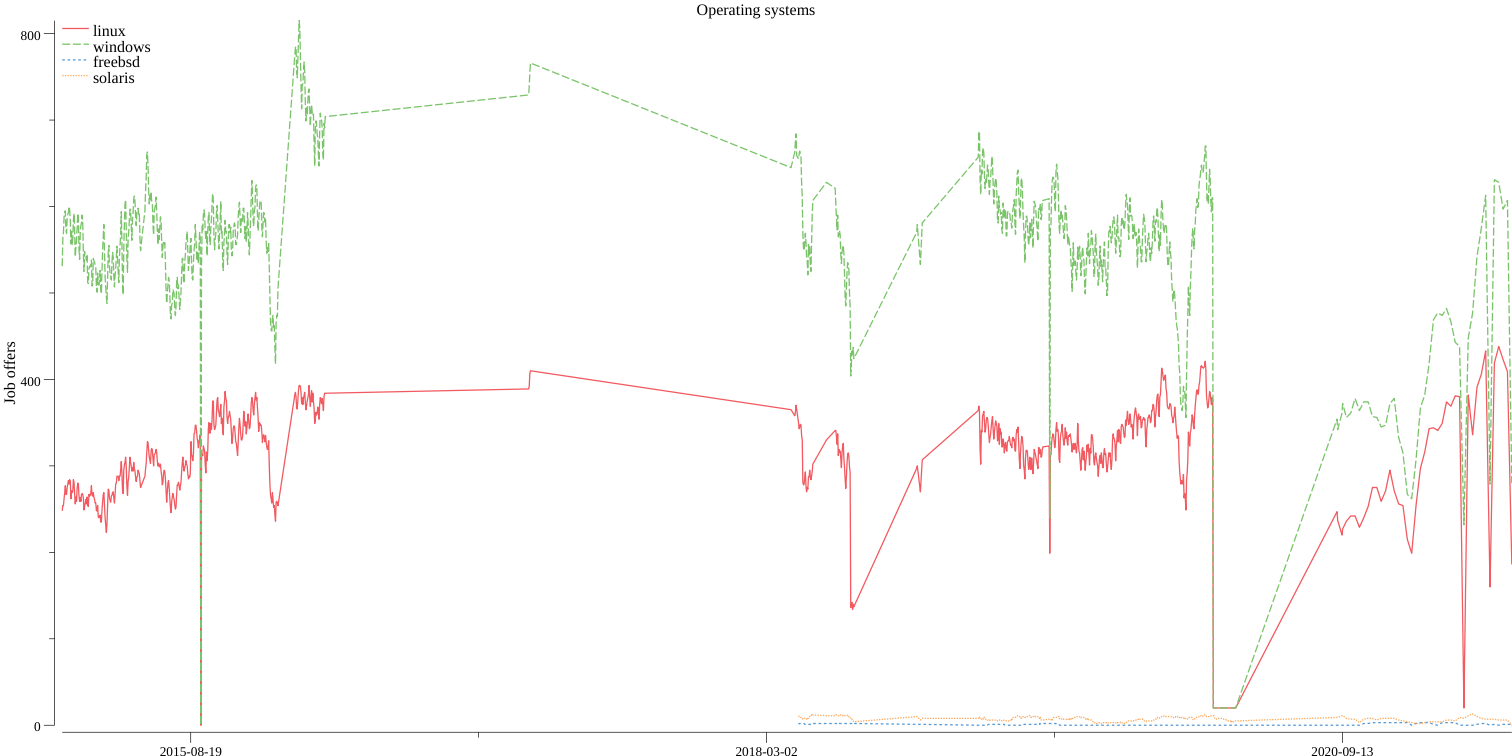 Operating systems
linux
windows
freebsd
solaris
800
400
0
Job offers
2015-08-19
2018-03-02
2020-09-13